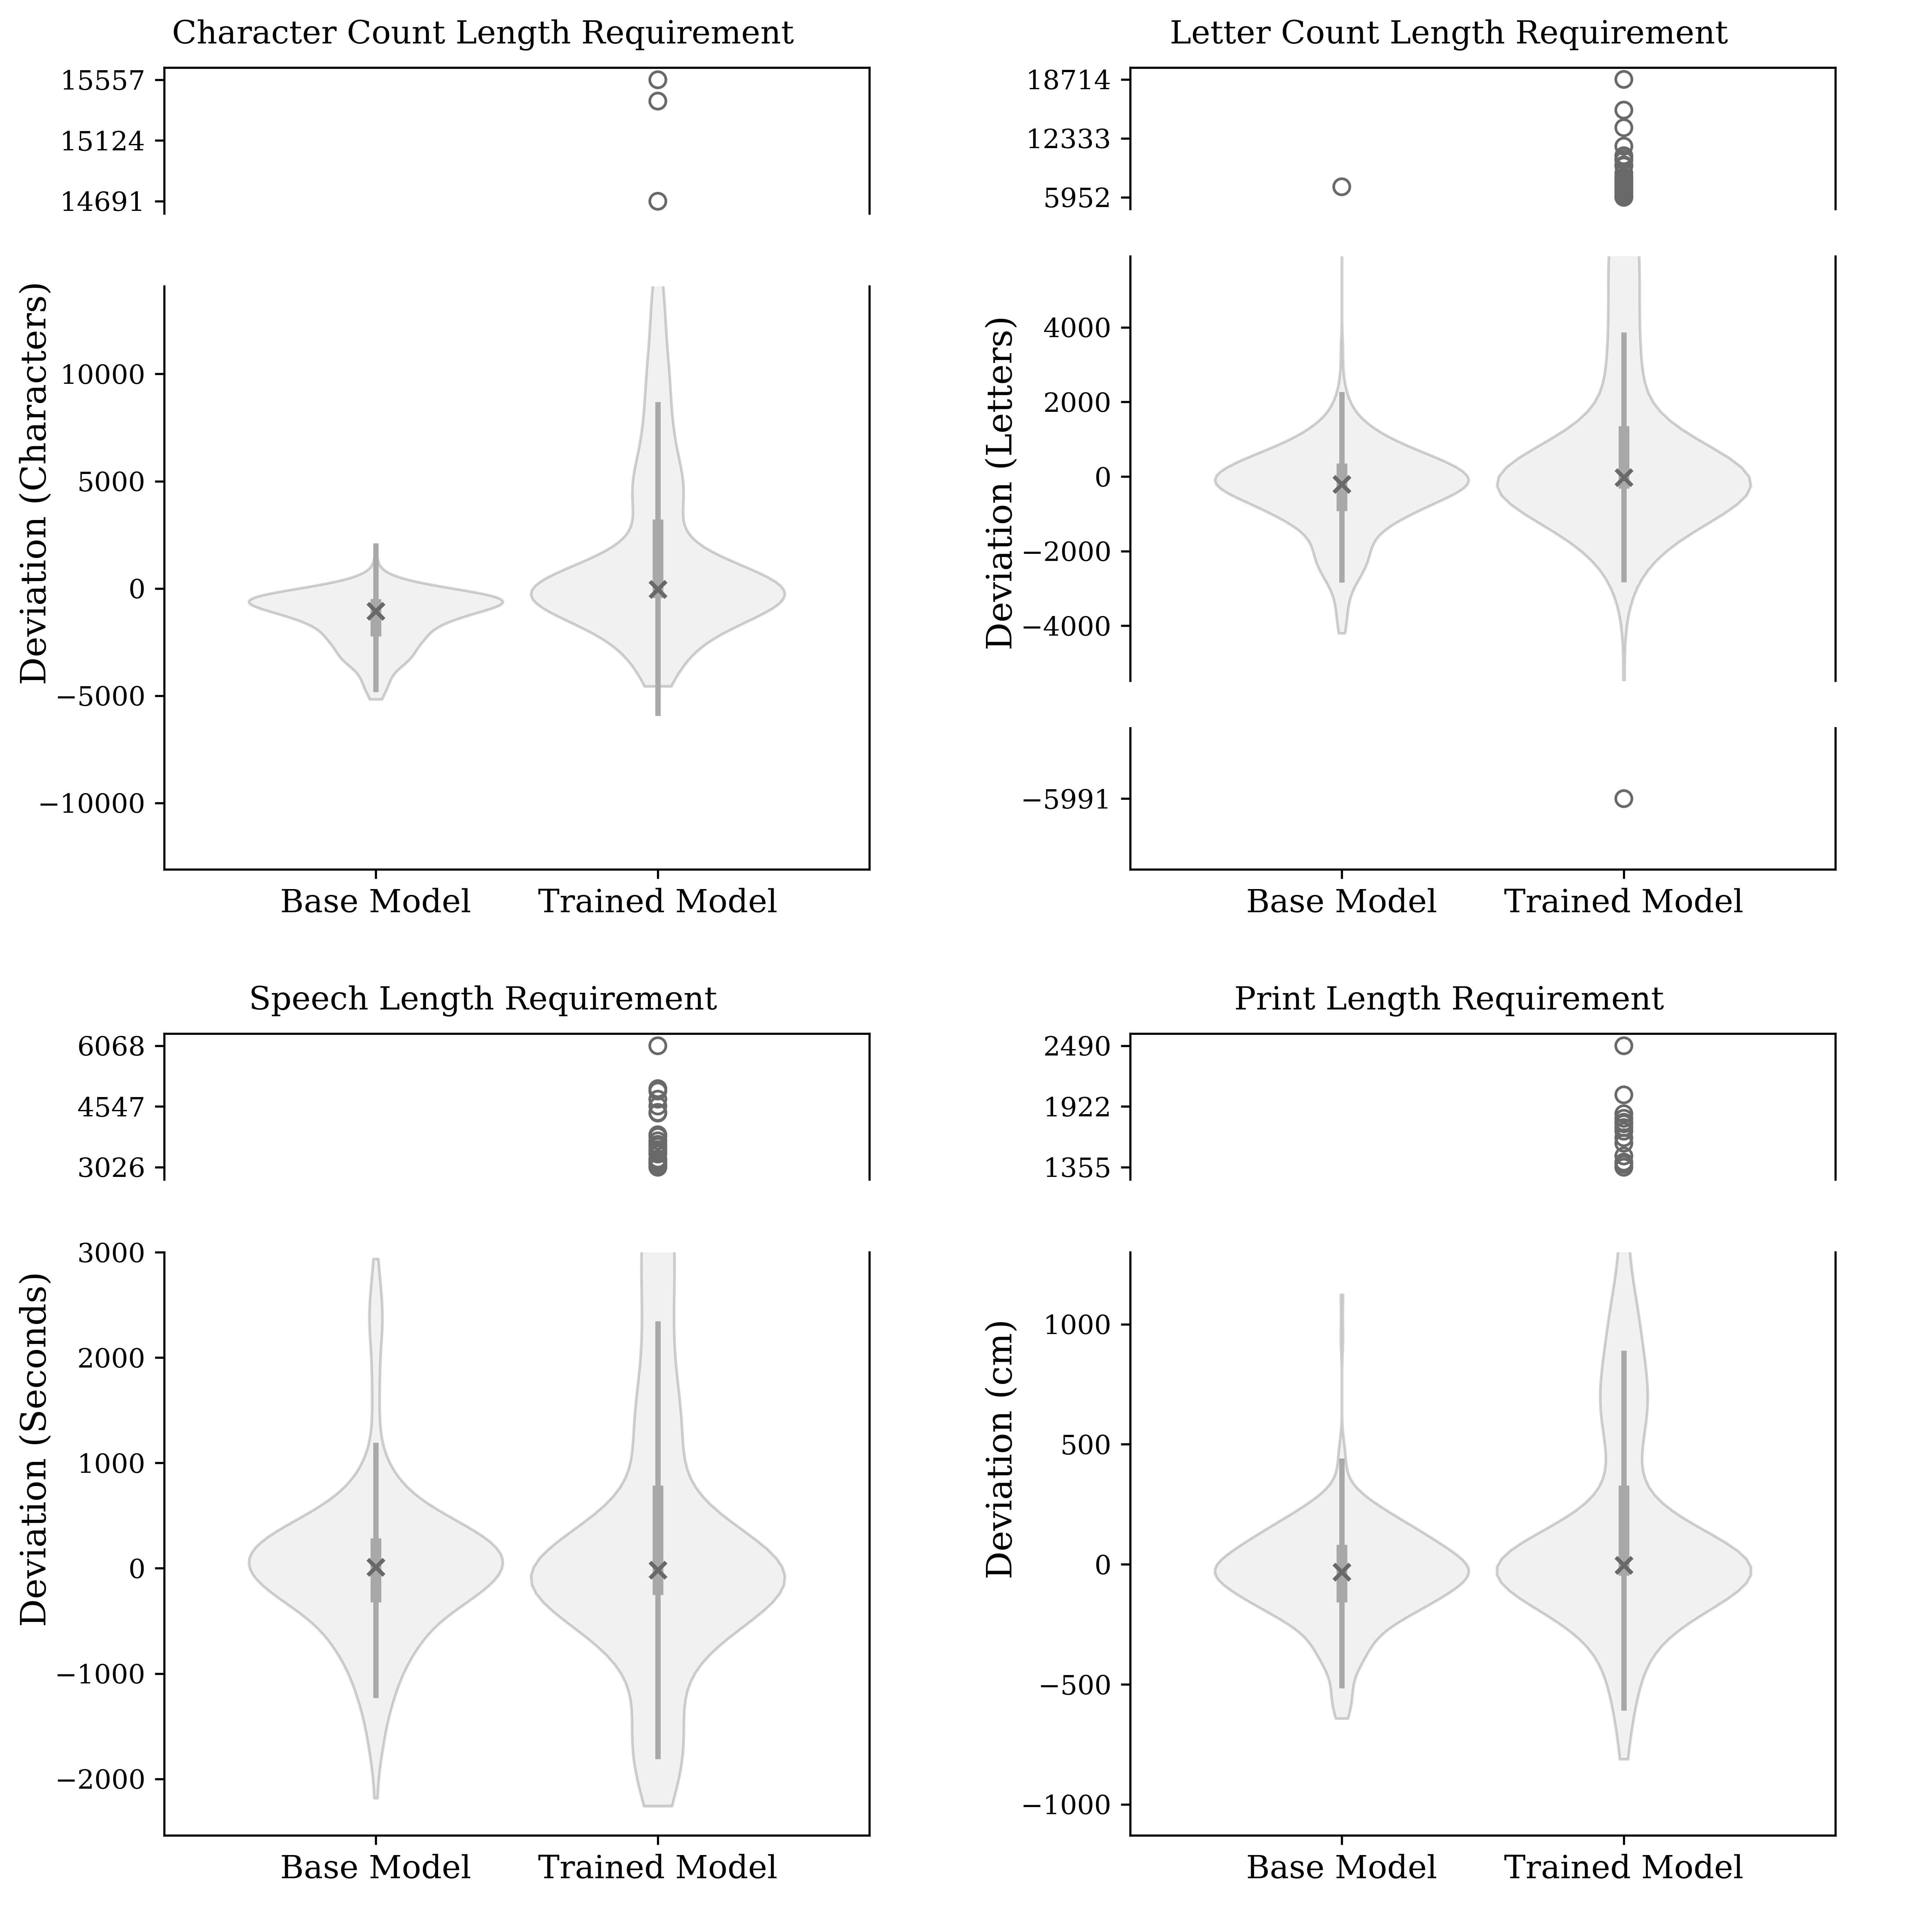 Character Count Length Requirement
15557
15124
14691
Deviation (Characters)
10000
5000
0
−5000
−10000
Base Model
Trained Model
Letter Count Length Requirement
18714
12333
5952
Deviation (Letters)
4000
2000
0
−2000
−4000
−5991
Base Model
Trained Model
Speech Length Requirement
6068
4547
3026
Deviation (Seconds)
3000
2000
1000
0
−1000
−2000
Base Model
Trained Model
Print Length Requirement
2490
1922
1355
Deviation (cm)
1000
500
0
−500
−1000
Base Model
Trained Model